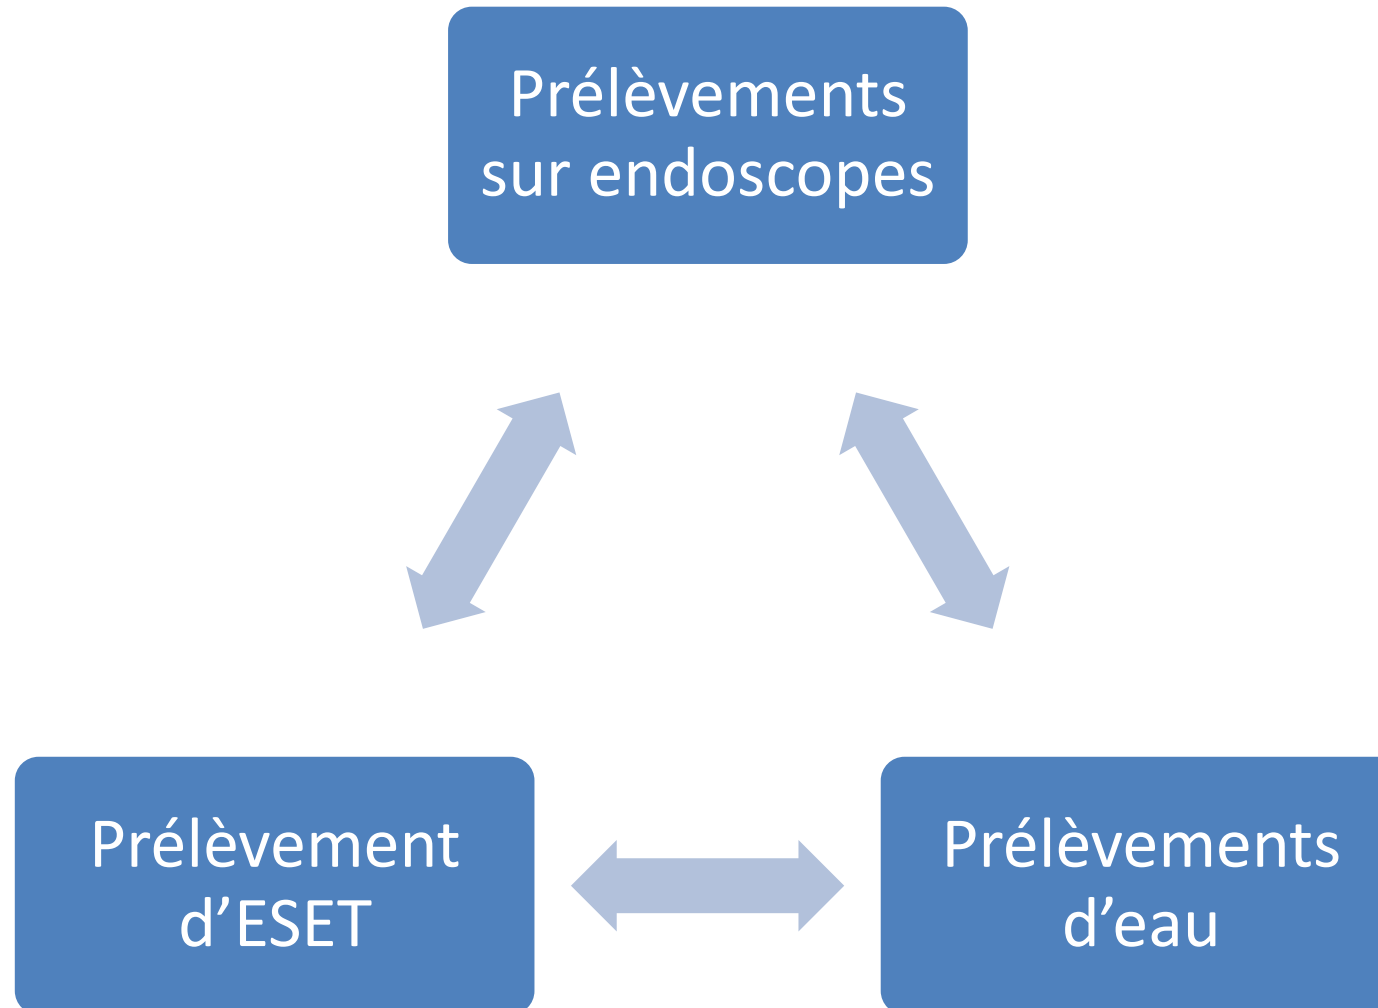 Prélèvements
sur endoscopes
Prélèvement
d’ESET
Prélèvements
d’eau